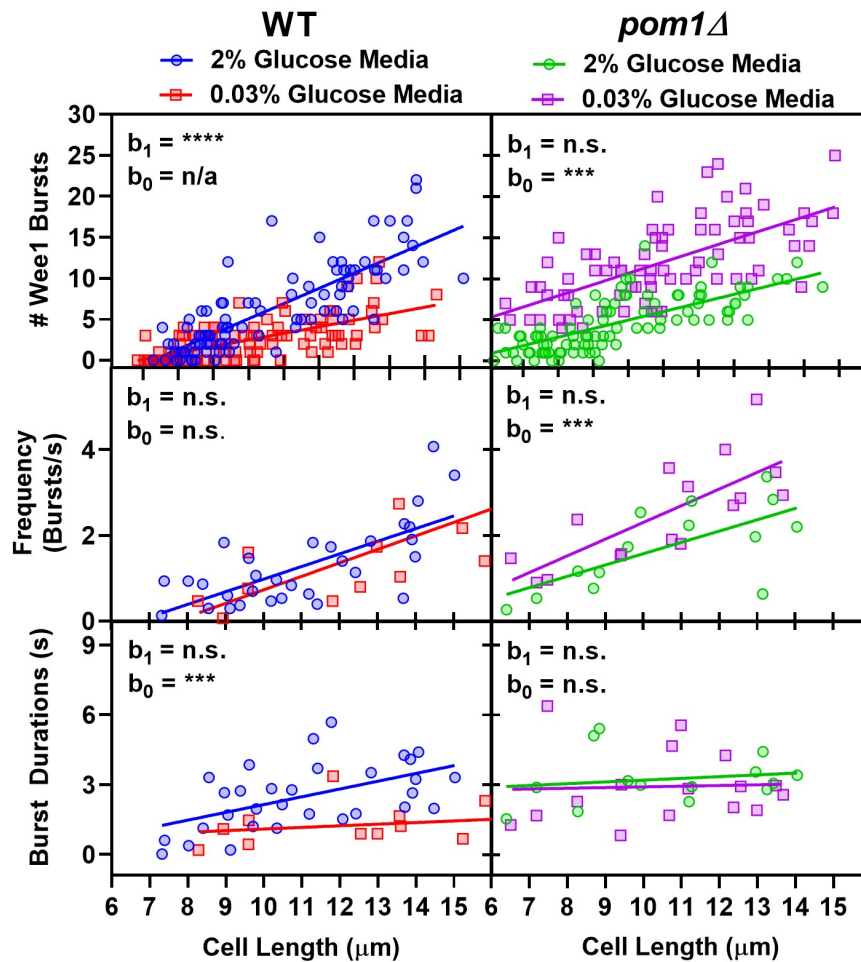 WT
pom1Δ
2% Glucose Media
0.03% Glucose Media
2% Glucose Media
0.03% Glucose Media
# Wee1 Bursts
30
25
20
15
10
5
0
b1 = ****
b0 = n/a
b1 = n.s.
b0 = ***
Frequency
(Bursts/s)
4
2
0
b1 = n.s.
b0 = n.s.
b1 = n.s.
b0 = ***
Burst Durations (s)
9
6
3
0
b1 = n.s.
b0 = ***
b1 = n.s.
b0 = n.s.
6 7 8 9 10 11 12 13 14 15
6 7 8 9 10 11 12 13 14 15
Cell Length (μm)
Cell Length (μm)